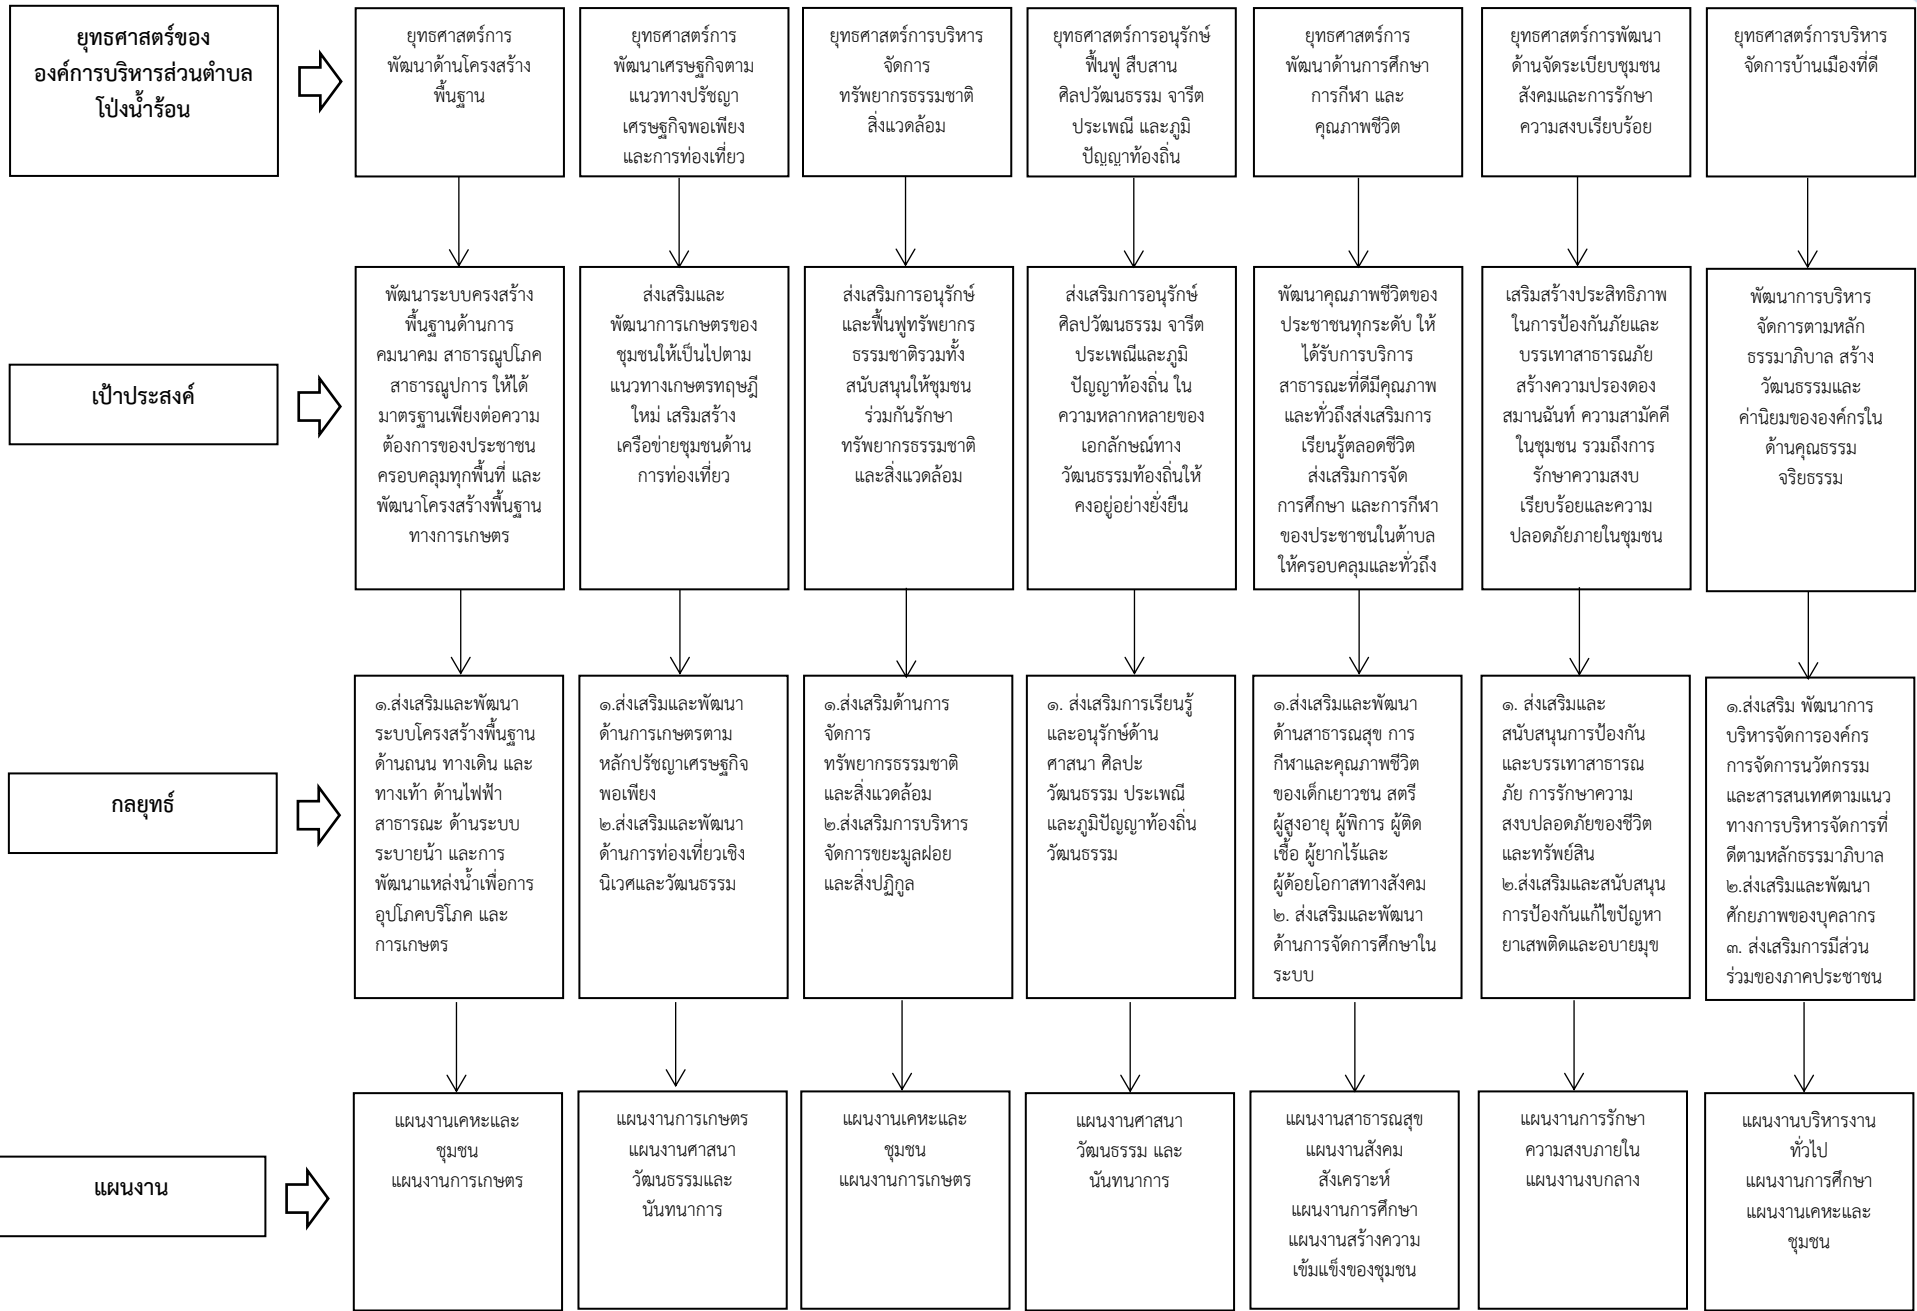 ยุทธศาสตร์ของ
องค์การบริหารส่วนตำบล
โป่งน้ำร้อน
ยุทธศาสตร์การ
พัฒนาด้านโครงสร้าง
พื้นฐาน
ยุทธศาสตร์การ
พัฒนาเศรษฐกิจตาม
แนวทางปรัชญา
เศรษฐกิจพอเพียง
และการท่องเที่ยว
ยุทธศาสตร์การบริหาร
จัดการ
ทรัพยากรธรรมชาติ
สิ่งแวดล้อม
ยุทธศาสตร์การอนุรักษ์
ฟื้นฟู สืบสาน
ศิลปวัฒนธรรม จารีต
ประเพณี และภูมิ
ปัญญาท้องถิ่น
ยุทธศาสตร์การ
พัฒนาด้านการศึกษา
การกีฬา และ
คุณภาพชีวิต
ยุทธศาสตร์การพัฒนา
ด้านจัดระเบียบชุมชน
สังคมและการรักษา
ความสงบเรียบร้อย
ยุทธศาสตร์การบริหาร
จัดการบ้านเมืองที่ดี
เป้าประสงค์
พัฒนาระบบครงสร้าง
พื้นฐานด้านการ
คมนาคม สาธารณูปโภค
สาธารณูปการ ให้ได้
มาตรฐานเพียงต่อความ
ต้องการของประชาชน
ครอบคลุมทุกพื้นที่ และ
พัฒนาโครงสร้างพื้นฐาน
ทางการเกษตร
ส่งเสริมและ
พัฒนาการเกษตรของ
ชุมชนให้เป็นไปตาม
แนวทางเกษตรทฤษฎี
ใหม่ เสริมสร้าง
เครือข่ายชุมชนด้าน
การท่องเที่ยว
ส่งเสริมการอนุรักษ์
และฟื้นฟูทรัพยากร
ธรรมชาติรวมทั้ง
สนับสนุนให้ชุมชน
ร่วมกันรักษา
ทรัพยากรธรรมชาติ
และสิ่งแวดล้อม
ส่งเสริมการอนุรักษ์
ศิลปวัฒนธรรม จารีต
ประเพณีและภูมิ
ปัญญาท้องถิ่น ใน
ความหลากหลายของ
เอกลักษณ์ทาง
วัฒนธรรมท้องถิ่นให้
คงอยู่อย่างยั่งยืน
พัฒนาคุณภาพชีวิตของ
ประชาชนทุกระดับ ให้
ได้รับการบริการ
สาธารณะที่ดีมีคุณภาพ
และทั่วถึงส่งเสริมการ
เรียนรู้ตลอดชีวิต
ส่งเสริมการจัด
การศึกษา และการกีฬา
ของประชาชนในตำบล
ให้ครอบคลุมและทั่วถึง
เสริมสร้างประสิทธิภาพ
ในการป้องกันภัยและ
บรรเทาสาธารณภัย
สร้างความปรองดอง
สมานฉันท์ ความสามัคคี
ในชุมชน รวมถึงการ
รักษาความสงบ
เรียบร้อยและความ
ปลอดภัยภายในชุมชน
พัฒนาการบริหาร
จัดการตามหลัก
ธรรมาภิบาล สร้าง
วัฒนธรรมและ
ค่านิยมขององค์กรใน
ด้านคุณธรรม
จริยธรรม
กลยุทธ์
๑.ส่งเสริมและพัฒนา
ระบบโครงสร้างพื้นฐาน
ด้านถนน ทางเดิน และ
ทางเท้า ด้านไฟฟ้า
สาธารณะ ด้านระบบ
ระบายน้ำ และการ
พัฒนาแหล่งน้ำเพื่อการ
อุปโภคบริโภค และ
การเกษตร
๑.ส่งเสริมและพัฒนา
ด้านการเกษตรตาม
หลักปรัชญาเศรษฐกิจ
พอเพียง
๒.ส่งเสริมและพัฒนา
ด้านการท่องเที่ยวเชิง
นิเวศและวัฒนธรรม
๑.ส่งเสริมด้านการ
จัดการ
ทรัพยากรธรรมชาติ
และสิ่งแวดล้อม
๒.ส่งเสริมการบริหาร
จัดการขยะมูลฝอย
และสิ่งปฏิกูล
๑. ส่งเสริมการเรียนรู้
และอนุรักษ์ด้าน
ศาสนา ศิลปะ
วัฒนธรรม ประเพณี
และภูมิปัญญาท้องถิ่น
วัฒนธรรม
๑.ส่งเสริมและพัฒนา
ด้านสาธารณสุข การ
กีฬาและคุณภาพชีวิต
ของเด็กเยาวชน สตรี
ผู้สูงอายุ ผู้พิการ ผู้ติด
เชื้อ ผู้ยากไร้และ
ผู้ด้อยโอกาสทางสังคม
๒. ส่งเสริมและพัฒนา
ด้านการจัดการศึกษาใน
ระบบ
๑. ส่งเสริมและ
สนับสนุนการป้องกัน
และบรรเทาสาธารณ
ภัย การรักษาความ
สงบปลอดภัยของชีวิต
และทรัพย์สิน
๒.ส่งเสริมและสนับสนุน
การป้องกันแก้ไขปัญหา
ยาเสพติดและอบายมุข
๑.ส่งเสริม พัฒนาการ
บริหารจัดการองค์กร
การจัดการนวัตกรรม
และสารสนเทศตามแนว
ทางการบริหารจัดการที่
ดีตามหลักธรรมาภิบาล
๒.ส่งเสริมและพัฒนา
ศักยภาพของบุคลากร
๓. ส่งเสริมการมีส่วน
ร่วมของภาคประชาชน
แผนงาน
แผนงานเคหะและ
ชุมชน
แผนงานการเกษตร
แผนงานการเกษตร
แผนงานศาสนา
วัฒนธรรมและ
นันทนาการ
แผนงานเคหะและ
ชุมชน
แผนงานการเกษตร
แผนงานศาสนา
วัฒนธรรม และ
นันทนาการ
แผนงานสาธารณสุข
แผนงานสังคม
สังเคราะห์
แผนงานการศึกษา
แผนงานสร้างความ
เข้มแข็งของชุมชน
แผนงานการรักษา
ความสงบภายใน
แผนงานงบกลาง
แผนงานบริหารงาน
ทั่วไป
แผนงานการศึกษา
แผนงานเคหะและ
ชุมชน